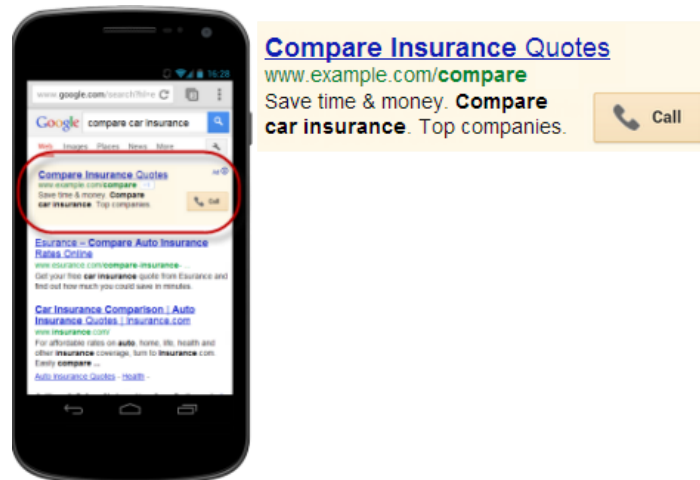 16:28
www.google.com/search?hl=e
Google compare car insurance
Web Images Places News More
Compare Insurance Quotes
www.example.com/compare
Save time & money. Compare
car insurance. Top companies.
Ad
Call
Esurance – Compare Auto Insurance
Rates Online
www.esurance.com/compare-insurance-...
Get your free car insurance quote from Esurance and
find out how much you could save in minutes.
Car Insurance Comparison | Auto
Insurance Quotes | Insurance.com
www.insurance.com/
For affordable rates on auto, home, life, health and
other insurance coverage, turn to Insurance.com.
Easily compare ...
Auto Insurance Quotes - Health -
Compare Insurance Quotes
www.example.com/compare
Save time & money. Compare
car insurance. Top companies.
Call